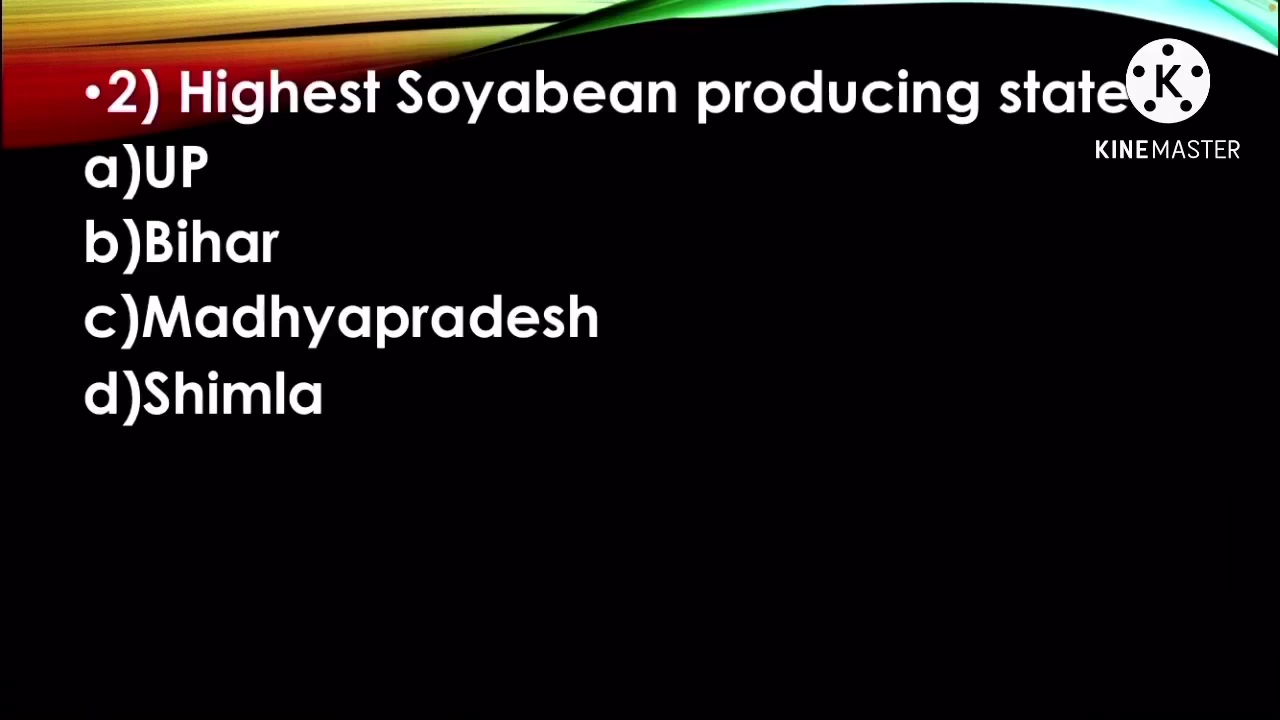 •2) Highest Soyabean producing state
a)UP
b)Bihar
c)Madhyapradesh
d)Shimla
K
KINEMASTER